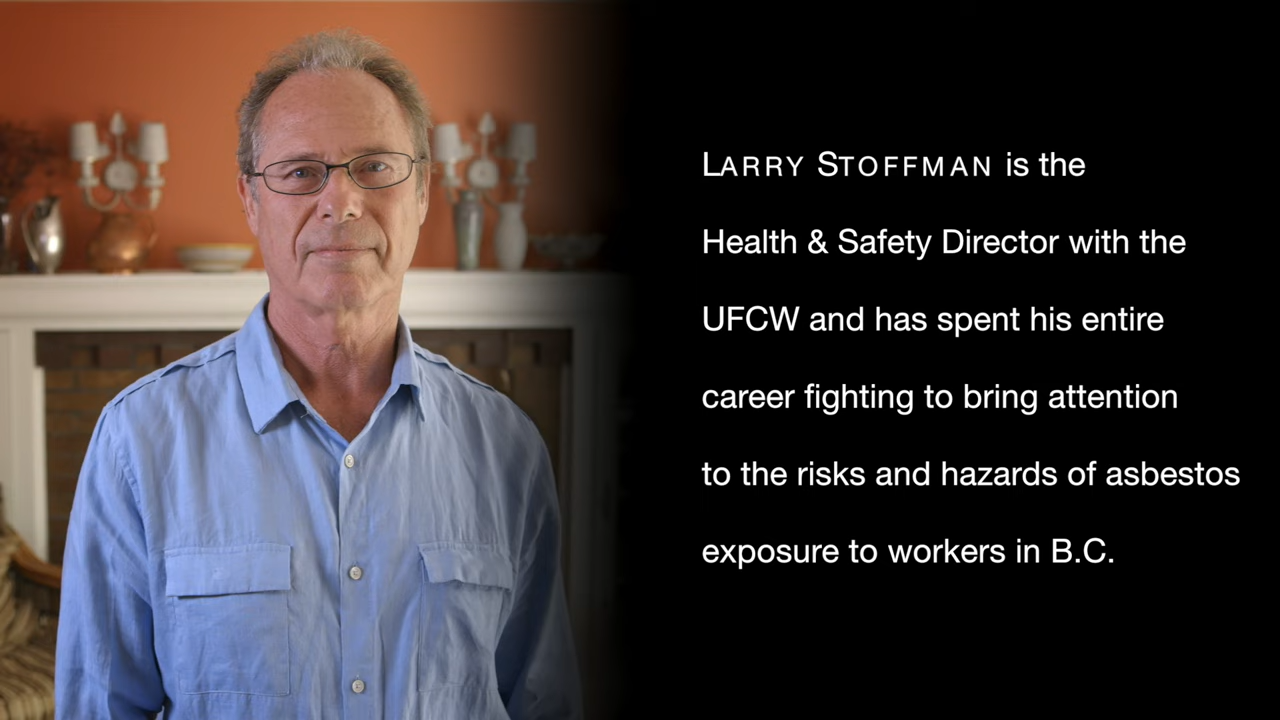 LARRY STOFFMAN is the
Health & Safety Director with the
UFCW and has spent his entire
career fighting to bring attention
to the risks and hazards of asbestos
exposure to workers in B.C.